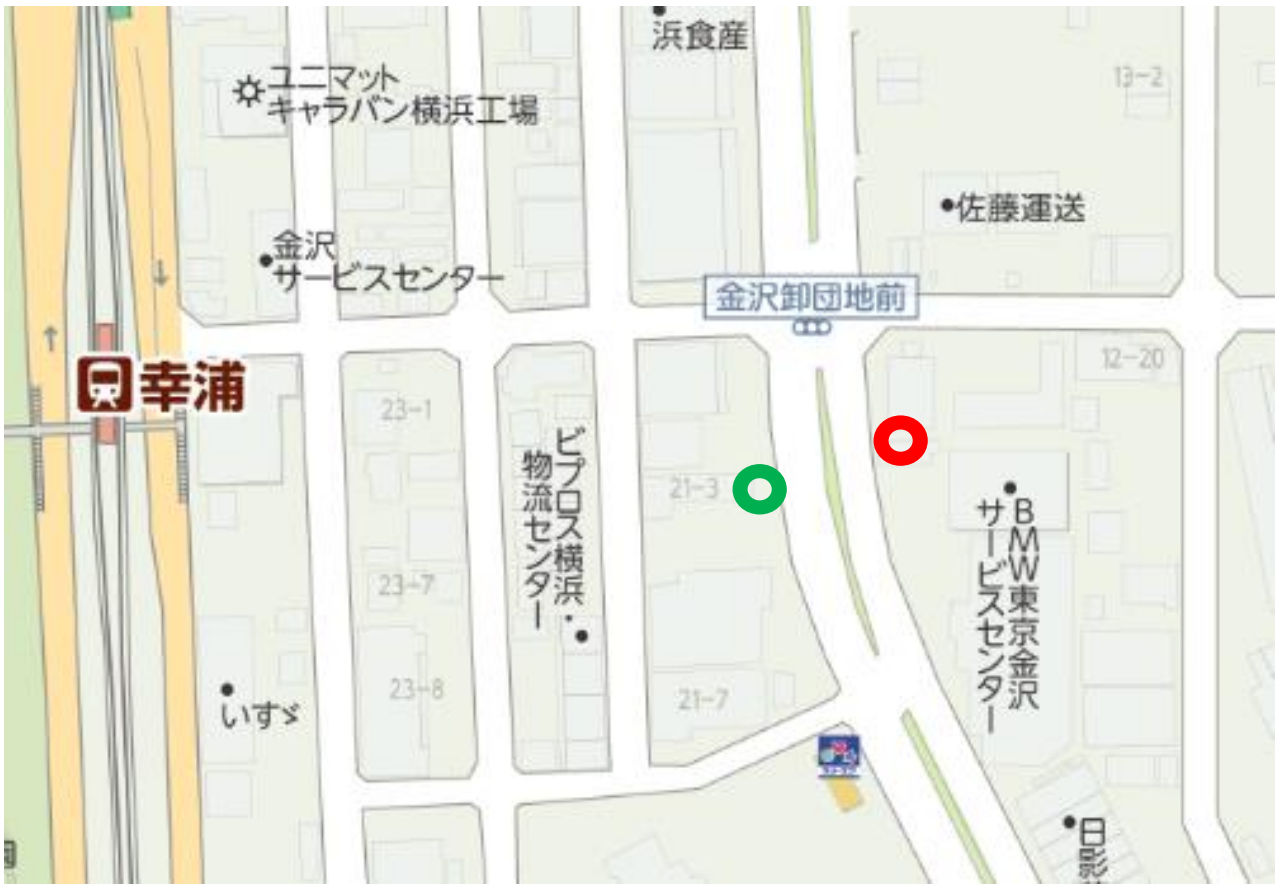 浜食産
ユニマット
キャラバン横浜工場
13-2
佐藤運送
金沢
サービスセンター
金沢卸団地前
幸浦
12-20
23-1
ビプロス横浜・
物流センター
21-3
BMW東京金沢
サービスセンター
23-7
23-8
21-7
いすゞ
日影